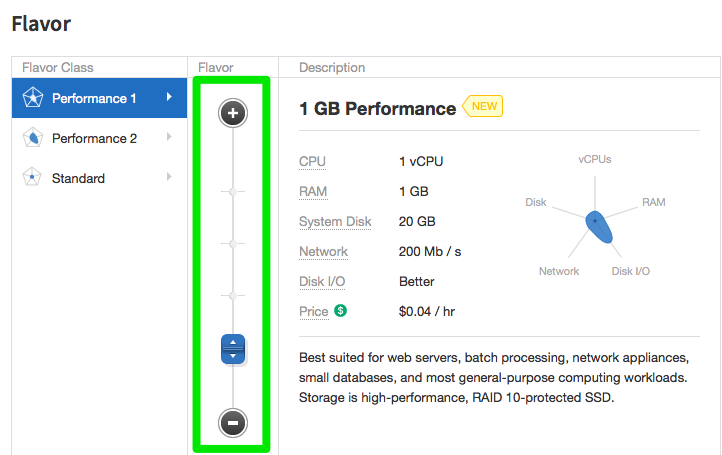 Flavor
Flavor Class
Flavor
Description
Performance 1
Performance 2
Standard
1 GB Performance NEW
CPU 1 vCPU
RAM 1 GB
System Disk 20 GB
Network 200 Mb / s
Disk I/O Better
Price $ $0.04 / hr
vCPUs
Disk
RAM
Network
Disk I/O
Best suited for web servers, batch processing, network appliances,
small databases, and most general-purpose computing workloads.
Storage is high-performance, RAID 10-protected SSD.